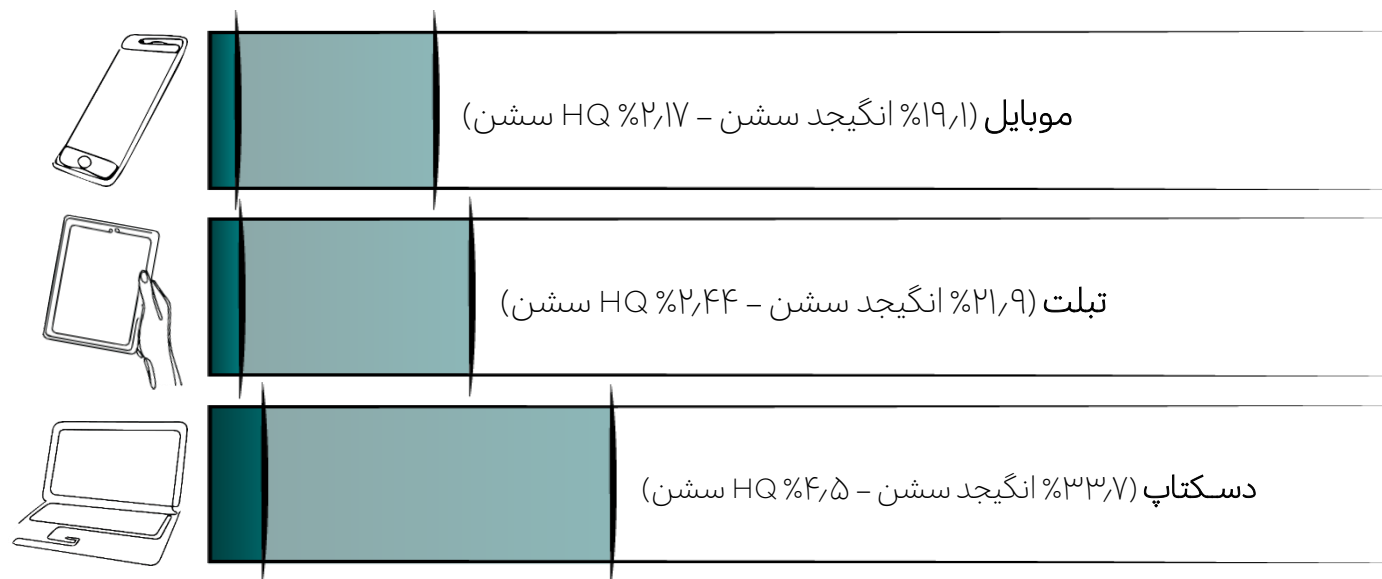 موبایل (۱۹٫۱% انگیجد سشن – ۲٫۱۷% HQ سشن)
تبلت (۲۱٫۹% انگیجد سشن – ۲٫۴۴% HQ سشن)
دسـکتاپ (۳۳٫۷% انگیجد سشن – ۴٫۵% HQ سشن)